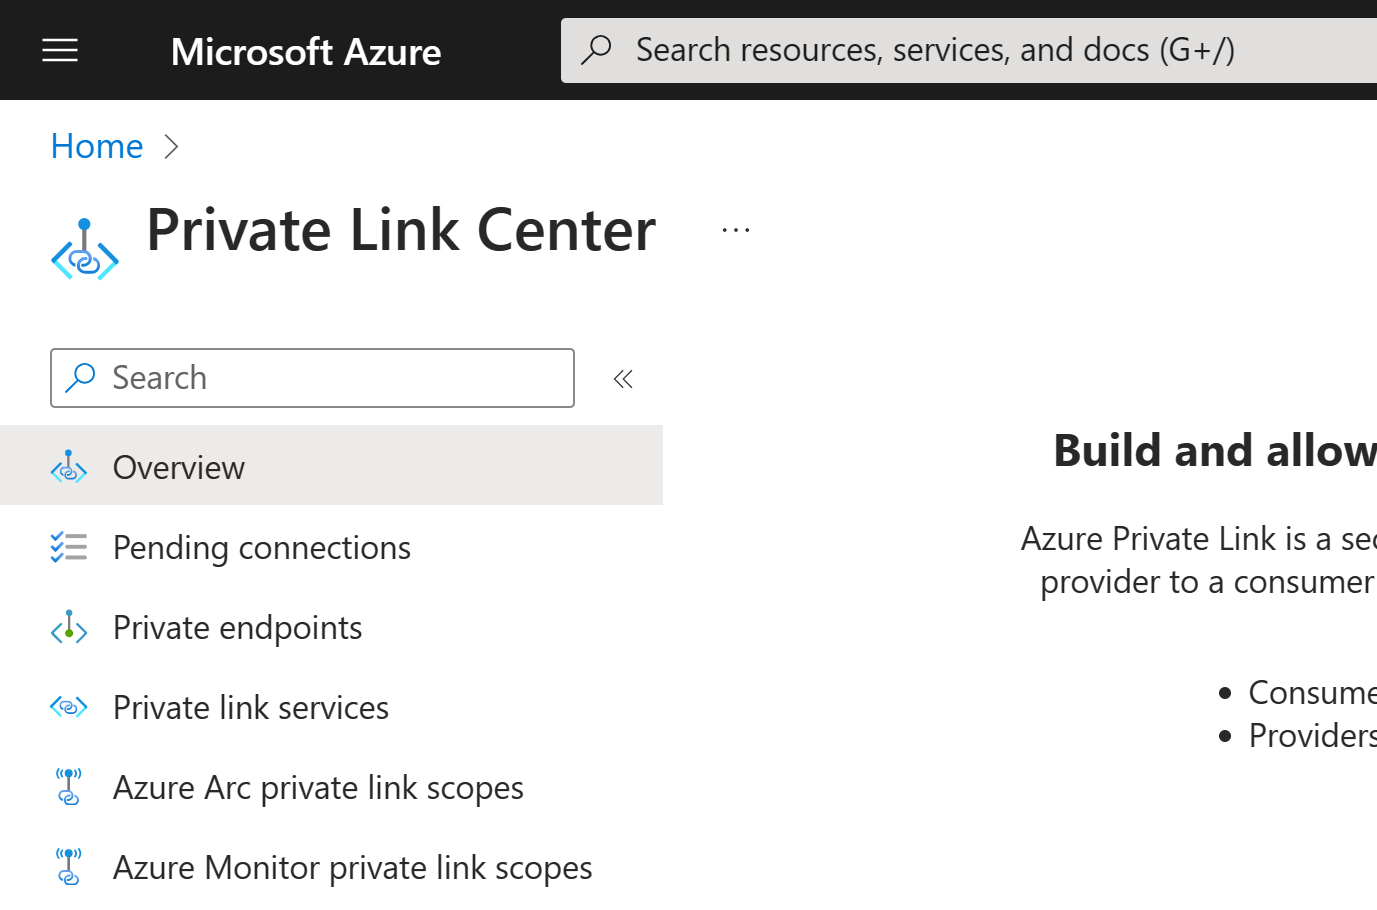 Microsoft Azure
Search resources, services, and docs (G+/)
Home
Private Link Center
Search
Overview
Pending connections
Private endpoints
Private link services
Azure Arc private link scopes
Azure Monitor private link scopes
Build and allow
Azure Private Link is a
provider to a consumer
Providers